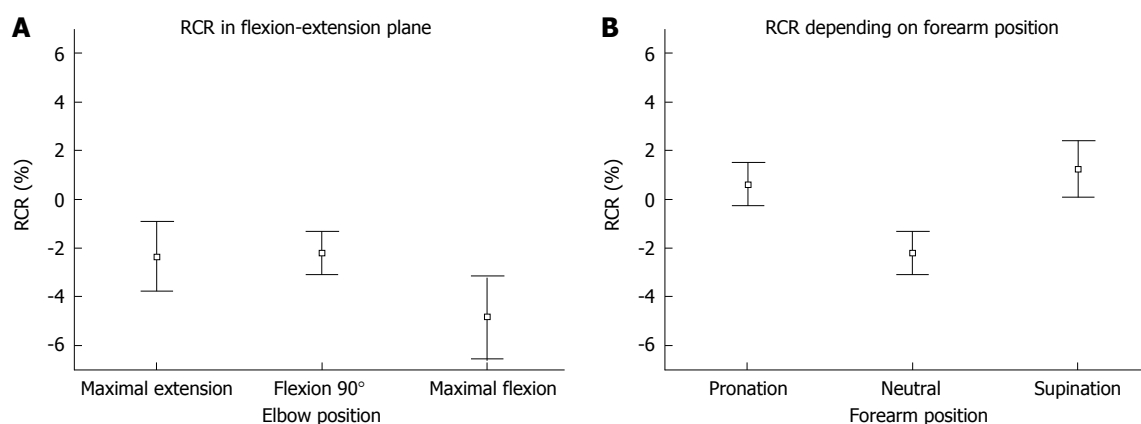 A
RCR in flexion-extension plane
6
4
2
0
-2
-4
-6
RCR (%)
Maximal extension
Flexion 90°
Maximal flexion
Elbow position
B
RCR depending on forearm position
6
4
2
0
-2
-4
-6
RCR (%)
Pronation
Neutral
Supination
Forearm position